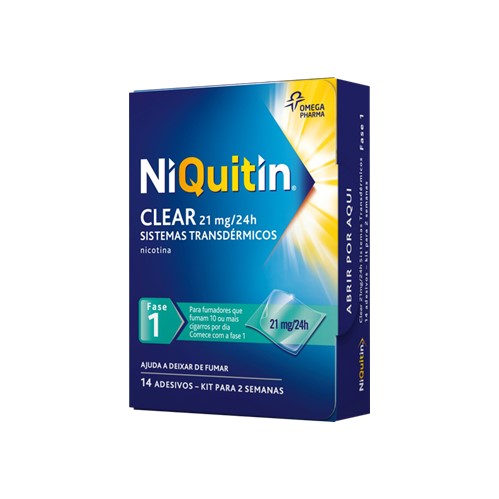 OMEGA
PHARMA
NiQuitin®
CLEAR 21 mg/24h
SISTEMAS TRANSDÉRMICOS
nicotina
Fase
1
Para fumadores que
fumam 10 ou mais
cigarros por dia
Comece com a fase 1
21 mg/24h
AJUDA A DEIXAR DE FUMAR
14 ADESIVOS – KIT PARA 2 SEMANAS
ABRIR POR AQUI
NiQuitin®
Clear 21mg/24h Sistemas Transdérmicos Fase 1
14 adesivos – kit para 2 semanas